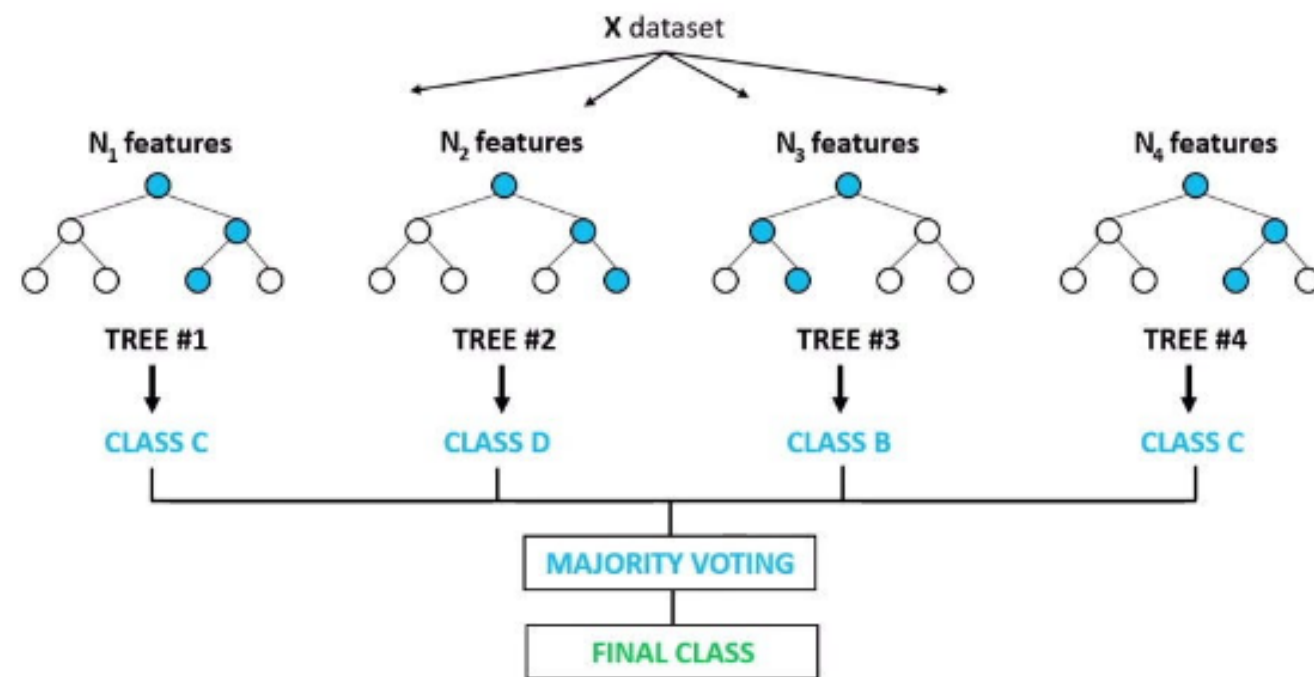 X dataset
N1 features
N2 features
N3 features
N4 features
TREE #1
TREE #2
TREE #3
TREE #4
CLASS C
CLASS D
CLASS B
CLASS C
MAJORITY VOTING
FINAL CLASS